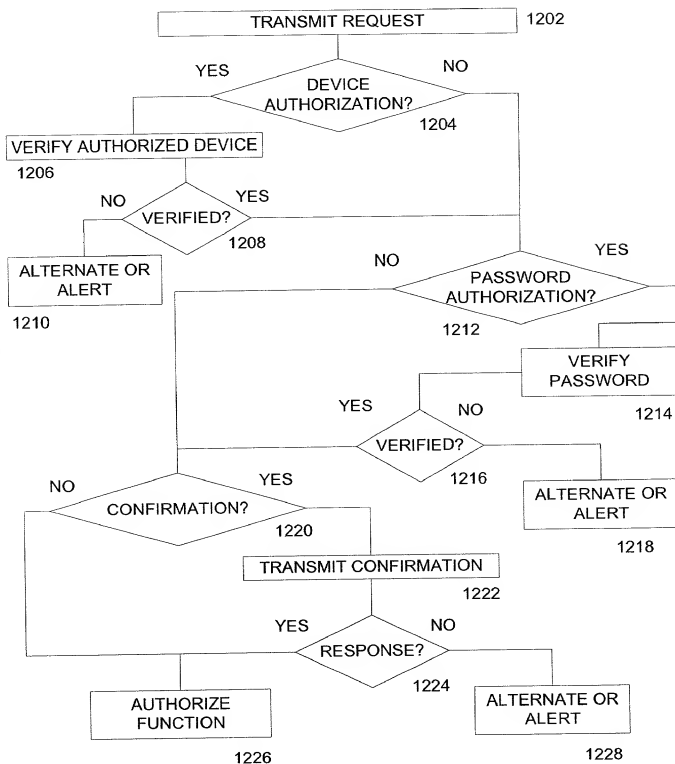 TRANSMIT REQUEST
1202
YES
NO
DEVICE
AUTHORIZATION?
1204
VERIFY AUTHORIZED DEVICE
1206
NO
YES
VERIFIED?
1208
ALTERNATE OR
ALERT
1210
NO
YES
PASSWORD
AUTHORIZATION?
1212
VERIFY
PASSWORD
1214
YES
NO
VERIFIED?
1216
ALTERNATE OR
ALERT
1218
NO
YES
CONFIRMATION?
1220
TRANSMIT CONFIRMATION
1222
YES
NO
RESPONSE?
1224
AUTHORIZE
FUNCTION
1226
ALTERNATE OR
ALERT
1228